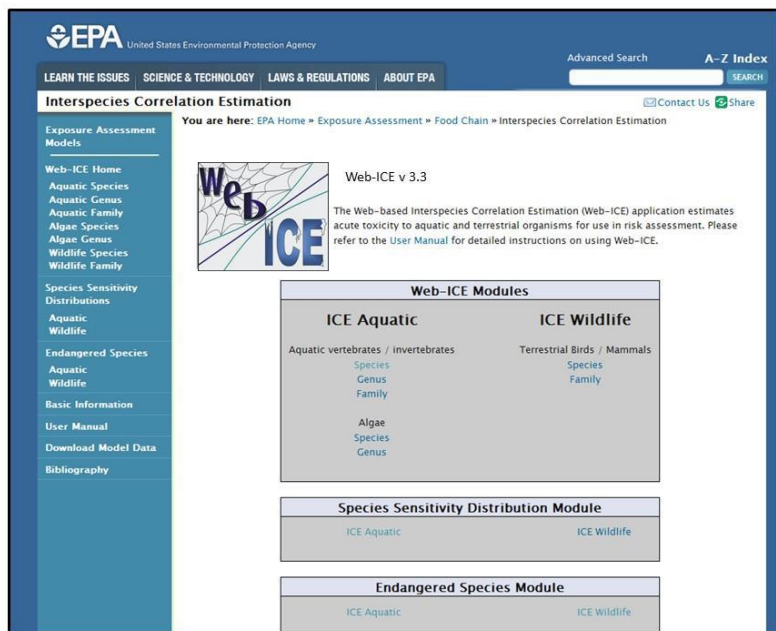 EPA United States Environmental Protection Agency
Advanced Search A-Z Index
LEARN THE ISSUES SCIENCE & TECHNOLOGY LAWS & REGULATIONS ABOUT EPA
SEARCH
Interspecies Correlation Estimation
Contact Us Share
You are here: EPA Home » Exposure Assessment » Food Chain » Interspecies Correlation Estimation
Exposure Assessment
Models
Web-ICE Home
Aquatic Species
Aquatic Genus
Aquatic Family
Algae Species
Algae Genus
Wildlife Species
Wildlife Family
Species Sensitivity
Distributions
Aquatic
Wildlife
Endangered Species
Aquatic
Wildlife
Basic Information
User Manual
Download Model Data
Bibliography
Web
ICE
Web-ICE v 3.3
The Web-based Interspecies Correlation Estimation (Web-ICE) application estimates
acute toxicity to aquatic and terrestrial organisms for use in risk assessment. Please
refer to the User Manual for detailed instructions on using Web-ICE.
Web-ICE Modules
ICE Aquatic
Aquatic vertebrates / invertebrates
Species
Genus
Family
Algae
Species
Genus
ICE Wildlife
Terrestrial Birds / Mammals
Species
Family
Species Sensitivity Distribution Module
ICE Aquatic ICE Wildlife
Endangered Species Module
ICE Aquatic ICE Wildlife